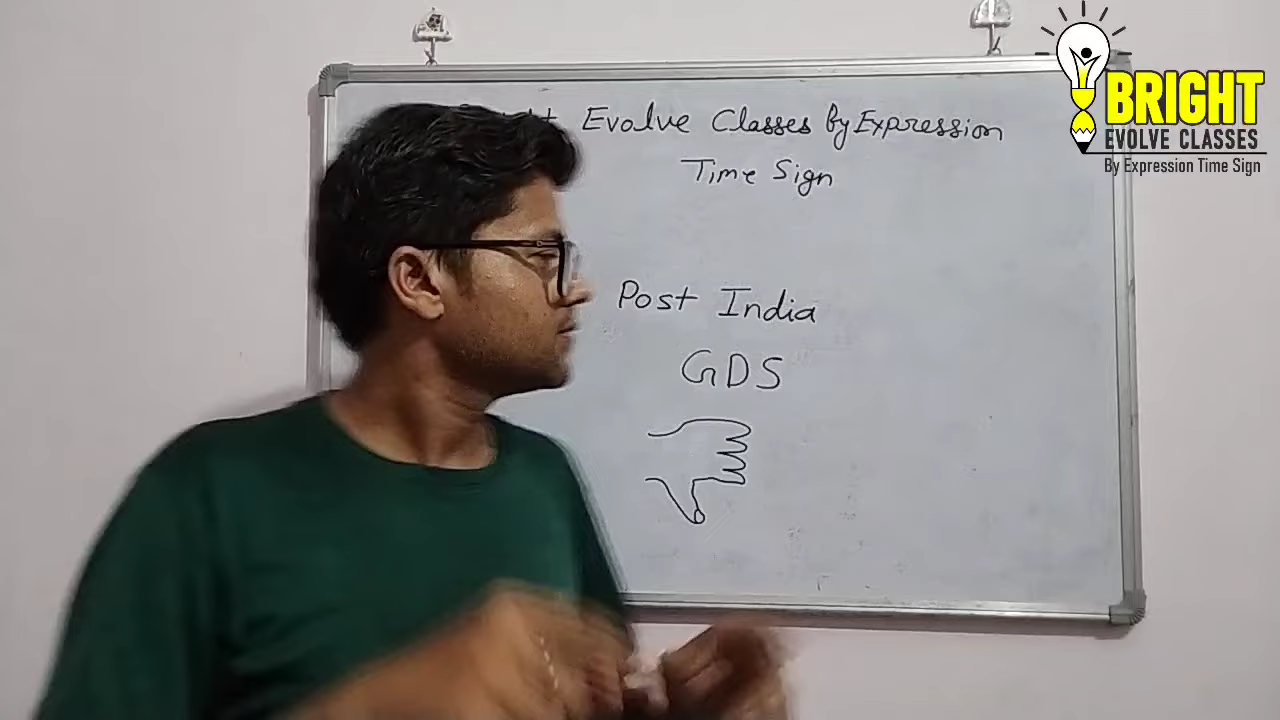 Evolve Classes By Expression
Time Sign
Post India
GDS
BRIGHT
EVOLVE CLASSES
By Expression Time Sign